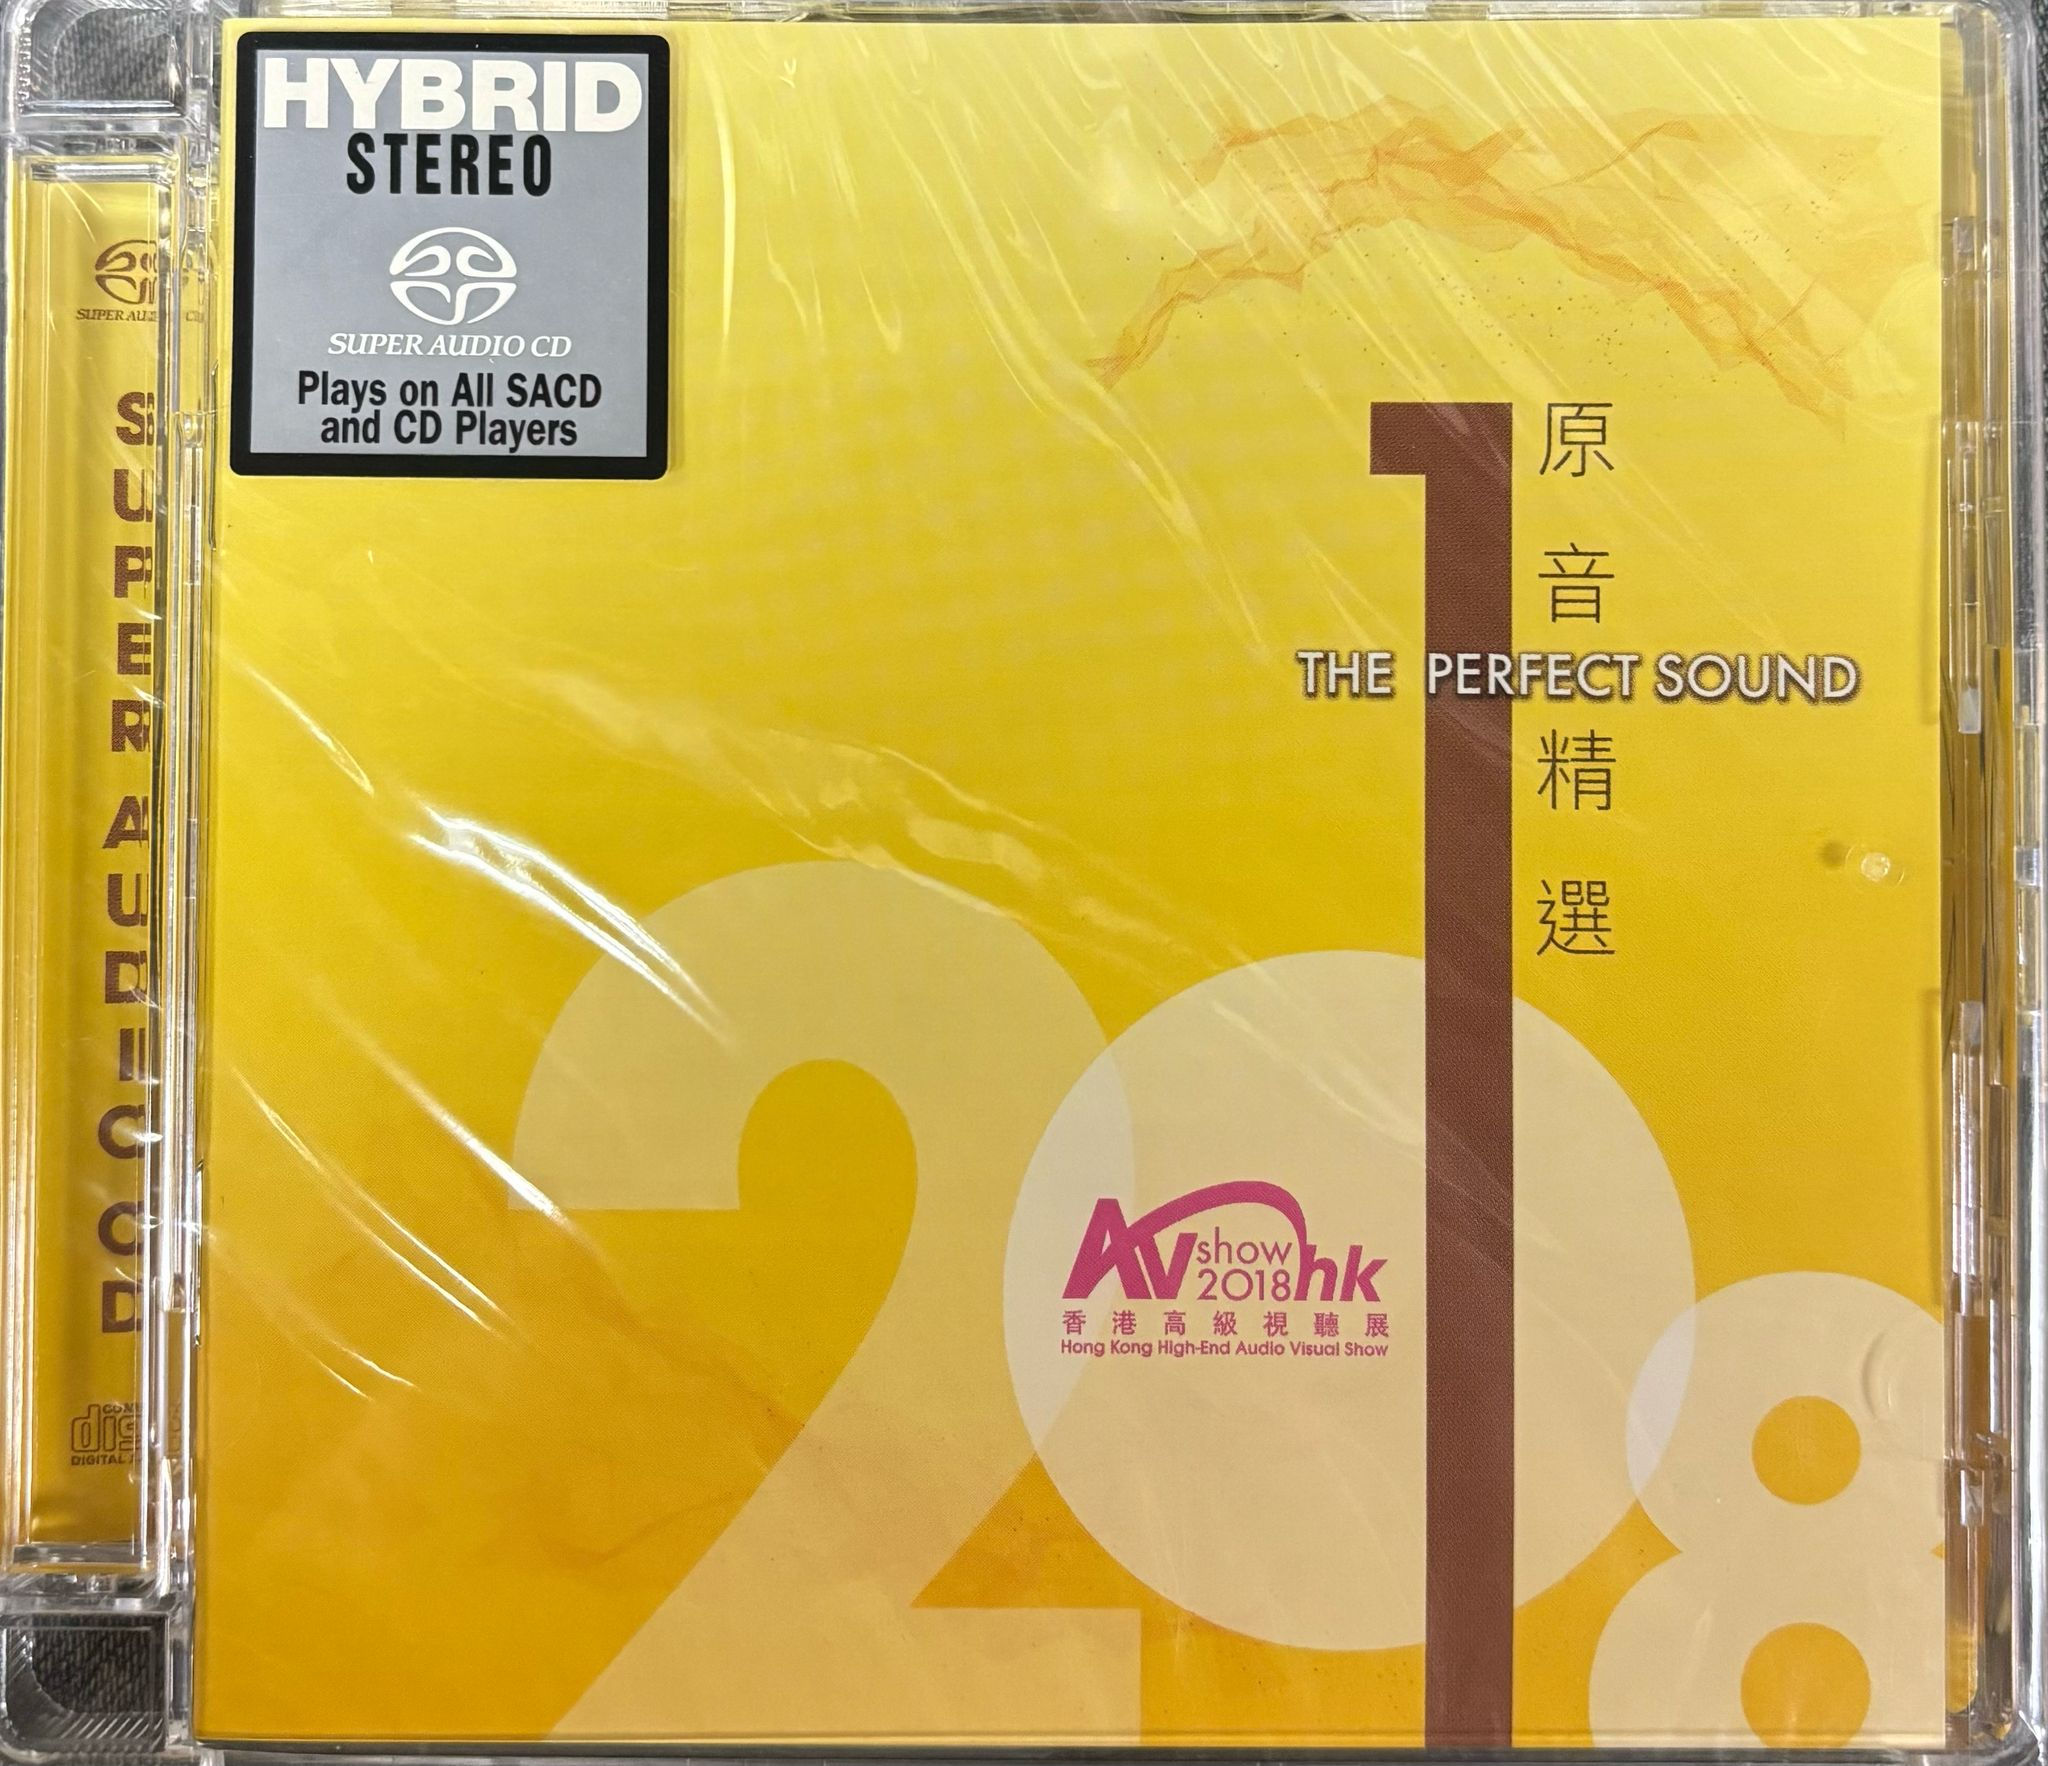 HYBRID
STEREO
SUPER AUDIO CD
Plays on All SACD
and CD Players
SUPER AUDIO CD
原音精選
THE PERFECT SOUND
2018
AV show 2018 hk
香港高級視聽展
Hong Kong High-End Audio Visual Show